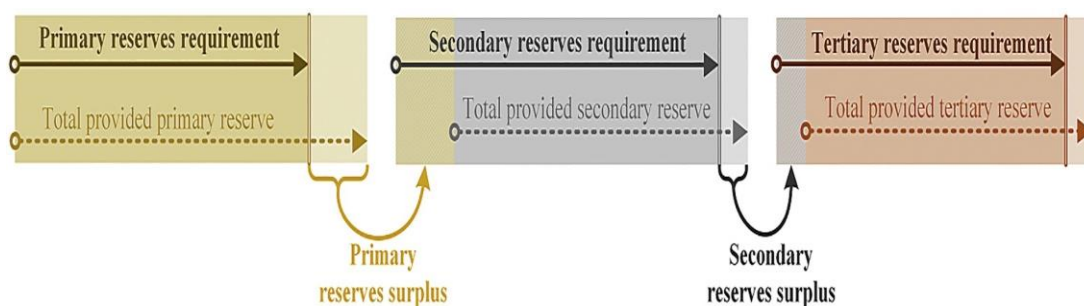 Primary reserves requirement
Total provided primary reserve
Secondary reserves requirement
Total provided secondary reserve
Tertiary reserves requirement
Total provided tertiary reserve
Primary
reserves surplus
Secondary
reserves surplus